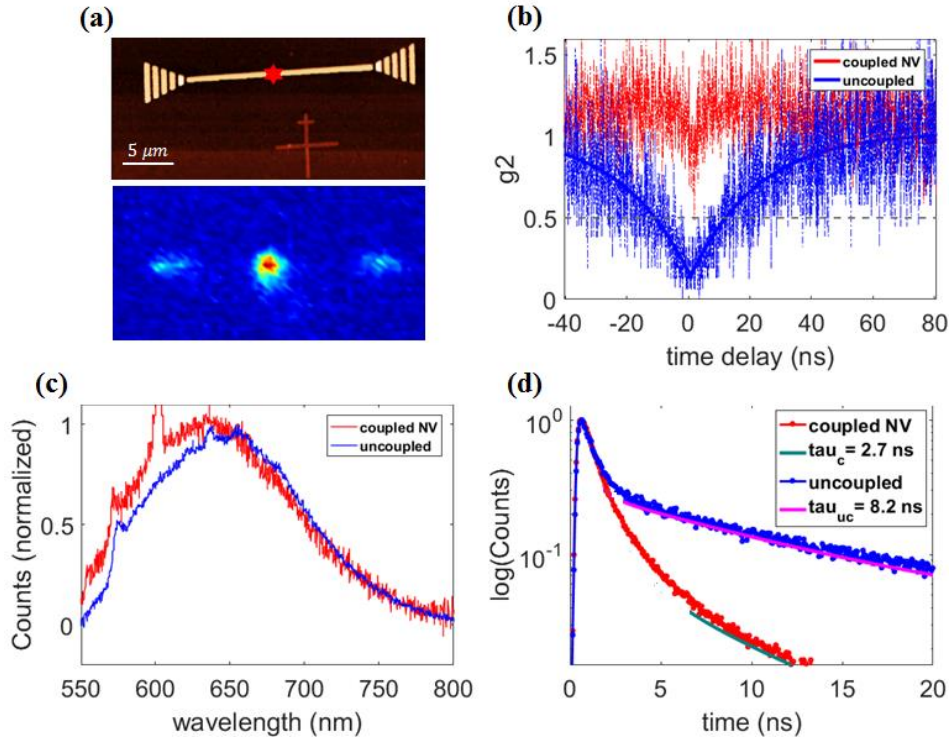 (a)
5 μm
(b)
g2
1.5
1
0.5
0
coupled NV
uncoupled
-40 -20 0 20 40 60 80
time delay (ns)
(c)
Counts (normalized)
1
0.5
0
coupled NV
uncoupled
550 600 650 700 750 800
wavelength (nm)
(d)
log(Counts)
10⁰
10⁻¹
coupled NV
tau_c= 2.7 ns
uncoupled
tau_uc= 8.2 ns
0 5 10 15 20
time (ns)